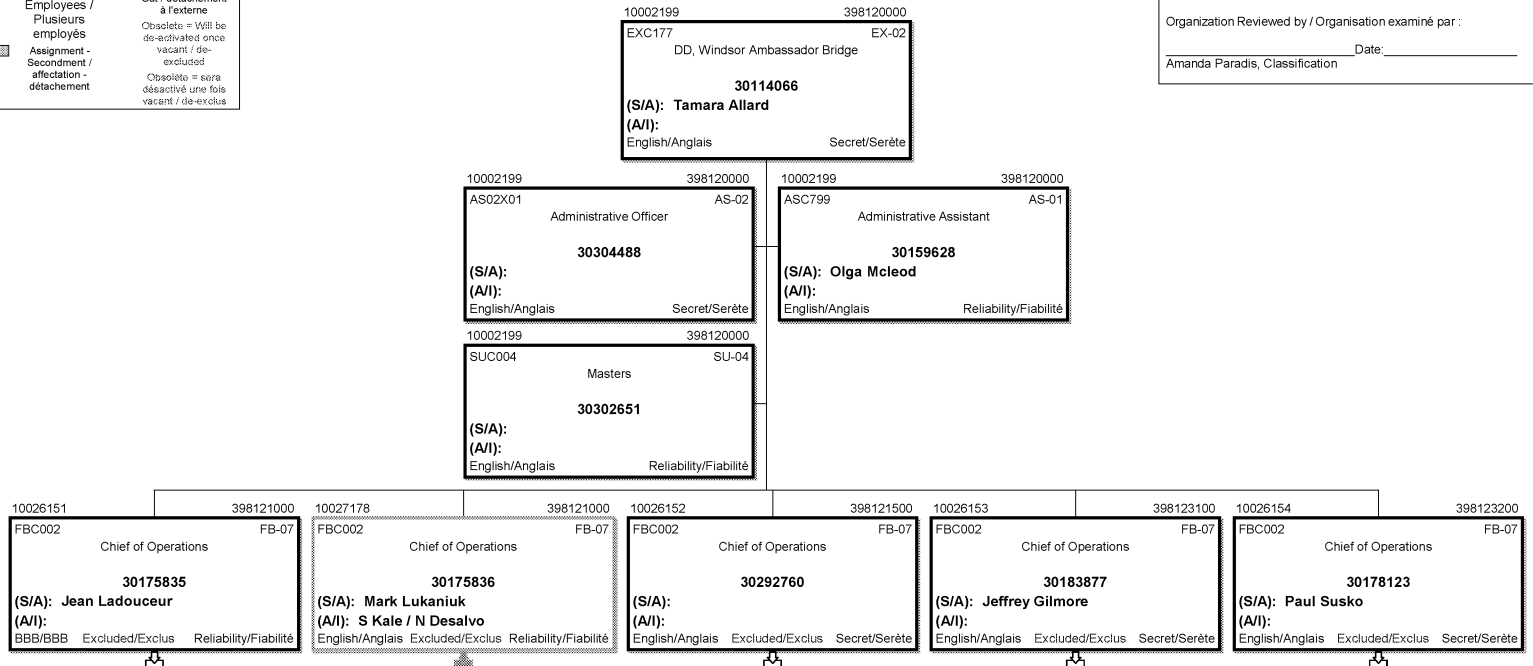 Employees /
Plusieurs
employés
Assignment -
Secondment /
affectation -
détachement
à l'externe
Obsolete = Will be
de-activated once
vacant / de-
excluded
Obsolète = sera
désactivé une fois
vacant / de-exclus
Organization Reviewed by / Organisation examiné par :
Date:
Amanda Paradis, Classification
10002199 398120000
EXC177 EX-02
DD, Windsor Ambassador Bridge
30114066
(S/A): Tamara Allard
(A/I):
English/Anglais Secret/Serète
10002199 398120000
AS02X01 AS-02
Administrative Officer
30304488
(S/A):
(A/I):
English/Anglais Secret/Serète
10002199 398120000
ASC799 AS-01
Administrative Assistant
30159628
(S/A): Olga Mcleod
(A/I):
English/Anglais Reliability/Fiabilité
10002199 398120000
SUC004 SU-04
Masters
30302651
(S/A):
(A/I):
English/Anglais Reliability/Fiabilité
10026151 398121000
FBC002 FB-07
Chief of Operations
30175835
(S/A): Jean Ladouceur
(A/I):
BBB/BBB Excluded/Exclus Reliability/Fiabilité
10027178 398121000
FBC002 FB-07
Chief of Operations
30175836
(S/A): Mark Lukaniuk
(A/I): S Kale / N Desalvo
English/Anglais Excluded/Exclus Reliability/Fiabilité
10026152 398121500
FBC002 FB-07
Chief of Operations
30292760
(S/A):
(A/I):
English/Anglais Excluded/Exclus Secret/Serète
10026153 398123100
FBC002 FB-07
Chief of Operations
30183877
(S/A): Jeffrey Gilmore
(A/I):
English/Anglais Excluded/Exclus Secret/Serète
10026154 398123200
FBC002 FB-07
Chief of Operations
30178123
(S/A): Paul Susko
(A/I):
English/Anglais Excluded/Exclus Secret/Serète